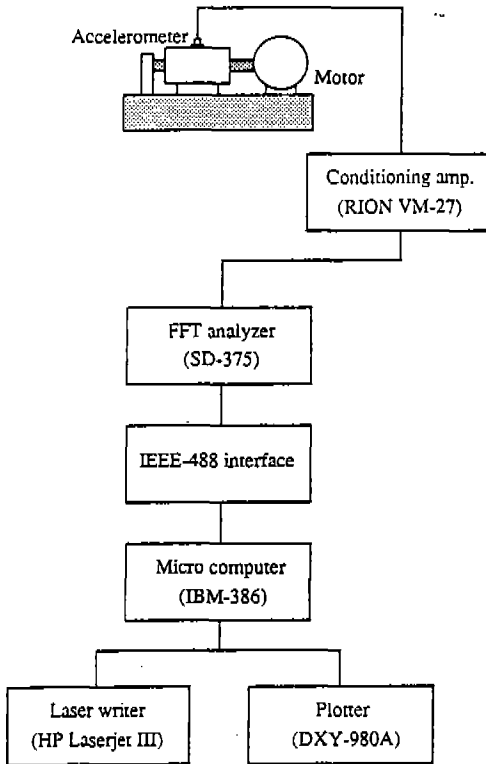 Accelerometer
Motor
Conditioning amp.
(RION VM-27)
FFT analyzer
(SD-375)
IEEE-488 interface
Micro computer
(IBM-386)
Laser writer
(HP Laserjet III)
Plotter
(DXY-980A)